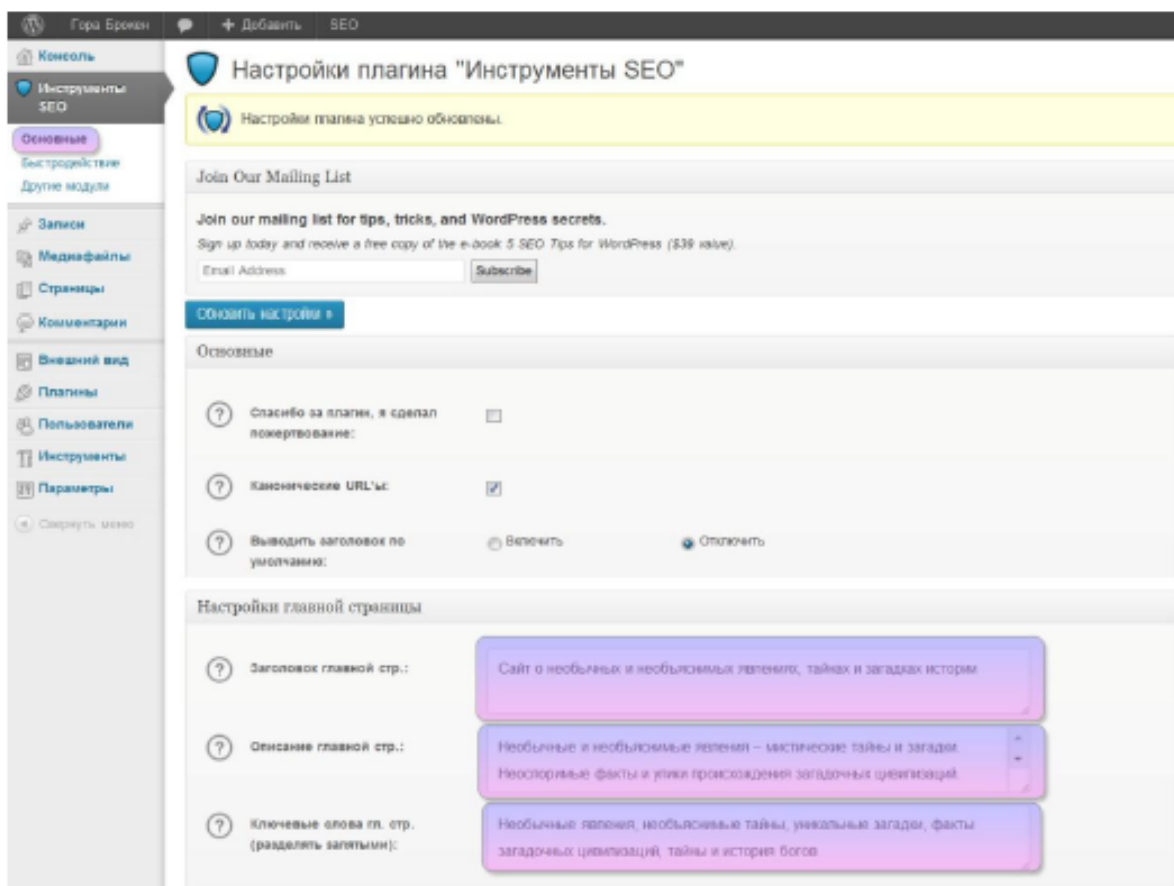 Гора Брокен + Добавить SEO
Консоль
Инструменты
SEO
Основные
Быстродействие
Другие модули
Записи
Медиафайлы
Страницы
Комментарии
Внешний вид
Плагины
Пользователи
Инструменты
Параметры
Свернуть меню
Настройки плагина "Инструменты SEO"
Настройки плагина успешно обновлены.
Join Our Mailing List
Join our mailing list for tips, tricks, and WordPress secrets.
Sign up today and receive a free copy of the e-book 5 SEO Tips for WordPress ($39 value).
Email Address Subscribe
Обновить настройки »
Основные
? Спасибо за плагин, я сделал
пожертвование:
? Канонические URL'ы:
? Выводить заголовок по Включить Отключить
умолчанию:
Настройки главной страницы
? Заголовок главной стр.: Сайт о необычных и необъяснимых явлениях, тайнах и загадках истории
? Описание главной стр.: Необычные и необъяснимые явления – мистические тайны и загадки.
Неоспоримые факты и улики происхождения загадочных цивилизаций.
? Ключевые слова гл. стр. Необычные явления, необъяснимые тайны, уникальные загадки, факты
(разделять запятыми): загадочных цивилизаций, тайны и история богов